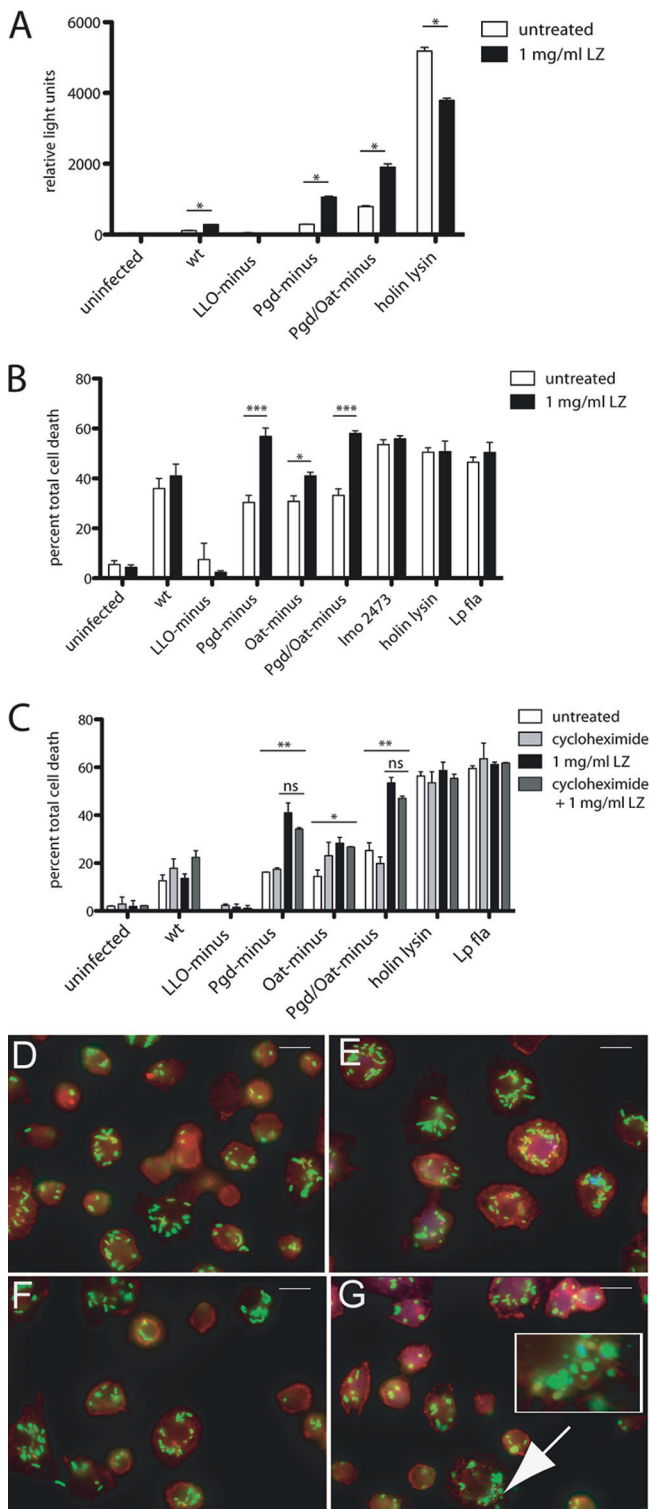 A
relative light units
6000
4000
2000
0
untreated
1 mg/ml LZ
*
*
*
*
uninfected
wt
LLO-minus
Pgd-minus
Pgd/Oat-minus
holin lysin
B
percent total cell death
80
60
40
20
0
untreated
1 mg/ml LZ
***
*
***
uninfected
wt
LLO-minus
Pgd-minus
Oat-minus
Pgd/Oat-minus
lmo 2473
holin lysin
Lp fla
C
percent total cell death
80
60
40
20
0
untreated
cycloheximide
1 mg/ml LZ
cycloheximide
+ 1 mg/ml LZ
**
ns
*
**
ns
uninfected
wt
LLO-minus
Pgd-minus
Oat-minus
Pgd/Oat-minus
holin lysin
Lp fla
D
E
F
G